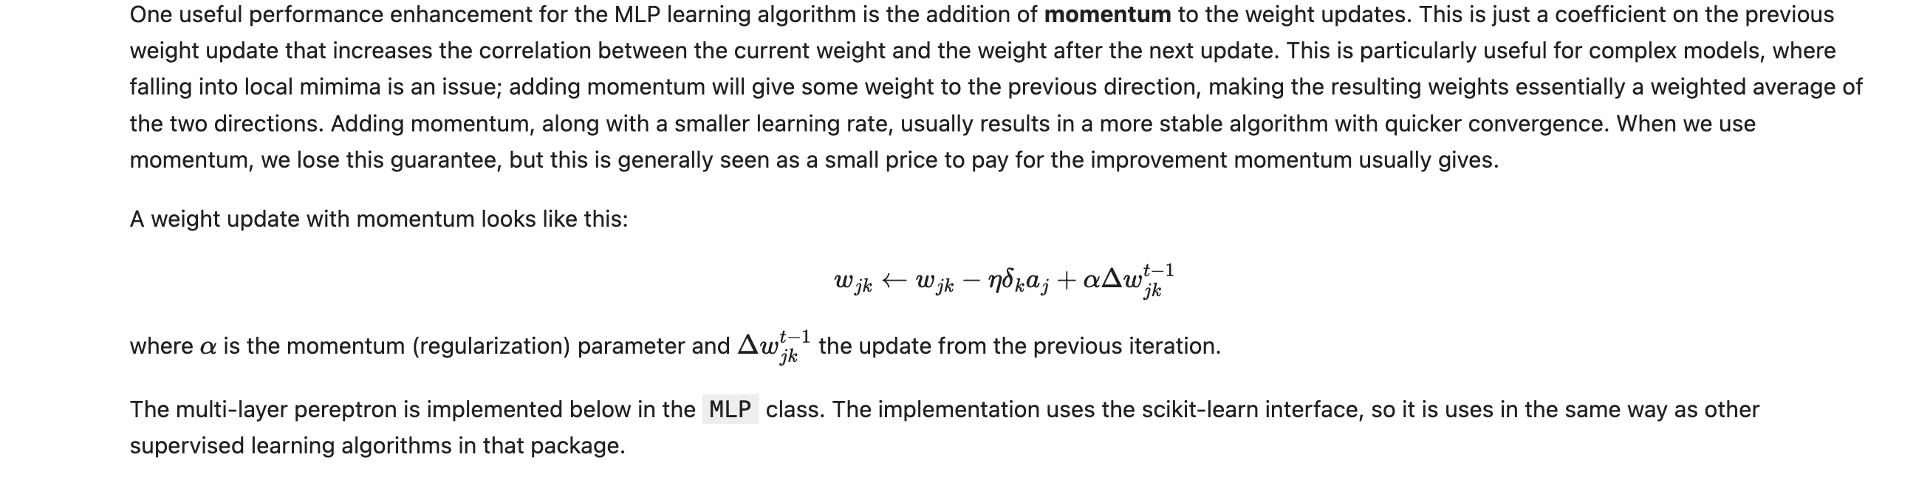 One useful performance enhancement for the MLP learning algorithm is the addition of momentum to the weight updates. This is just a coefficient on the previous
weight update that increases the correlation between the current weight and the weight after the next update. This is particularly useful for complex models, where
falling into local mimima is an issue; adding momentum will give some weight to the previous direction, making the resulting weights essentially a weighted average of
the two directions. Adding momentum, along with a smaller learning rate, usually results in a more stable algorithm with quicker convergence. When we use
momentum, we lose this guarantee, but this is generally seen as a small price to pay for the improvement momentum usually gives.
A weight update with momentum looks like this:
$w_{jk} \leftarrow w_{jk} - \eta\delta_k a_j + \alpha\Delta w_{jk}^{t-1}$
where $\alpha$ is the momentum (regularization) parameter and $\Delta w_{jk}^{t-1}$ the update from the previous iteration.
The multi-layer pereptron is implemented below in the MLP class. The implementation uses the scikit-learn interface, so it is uses in the same way as other
supervised learning algorithms in that package.